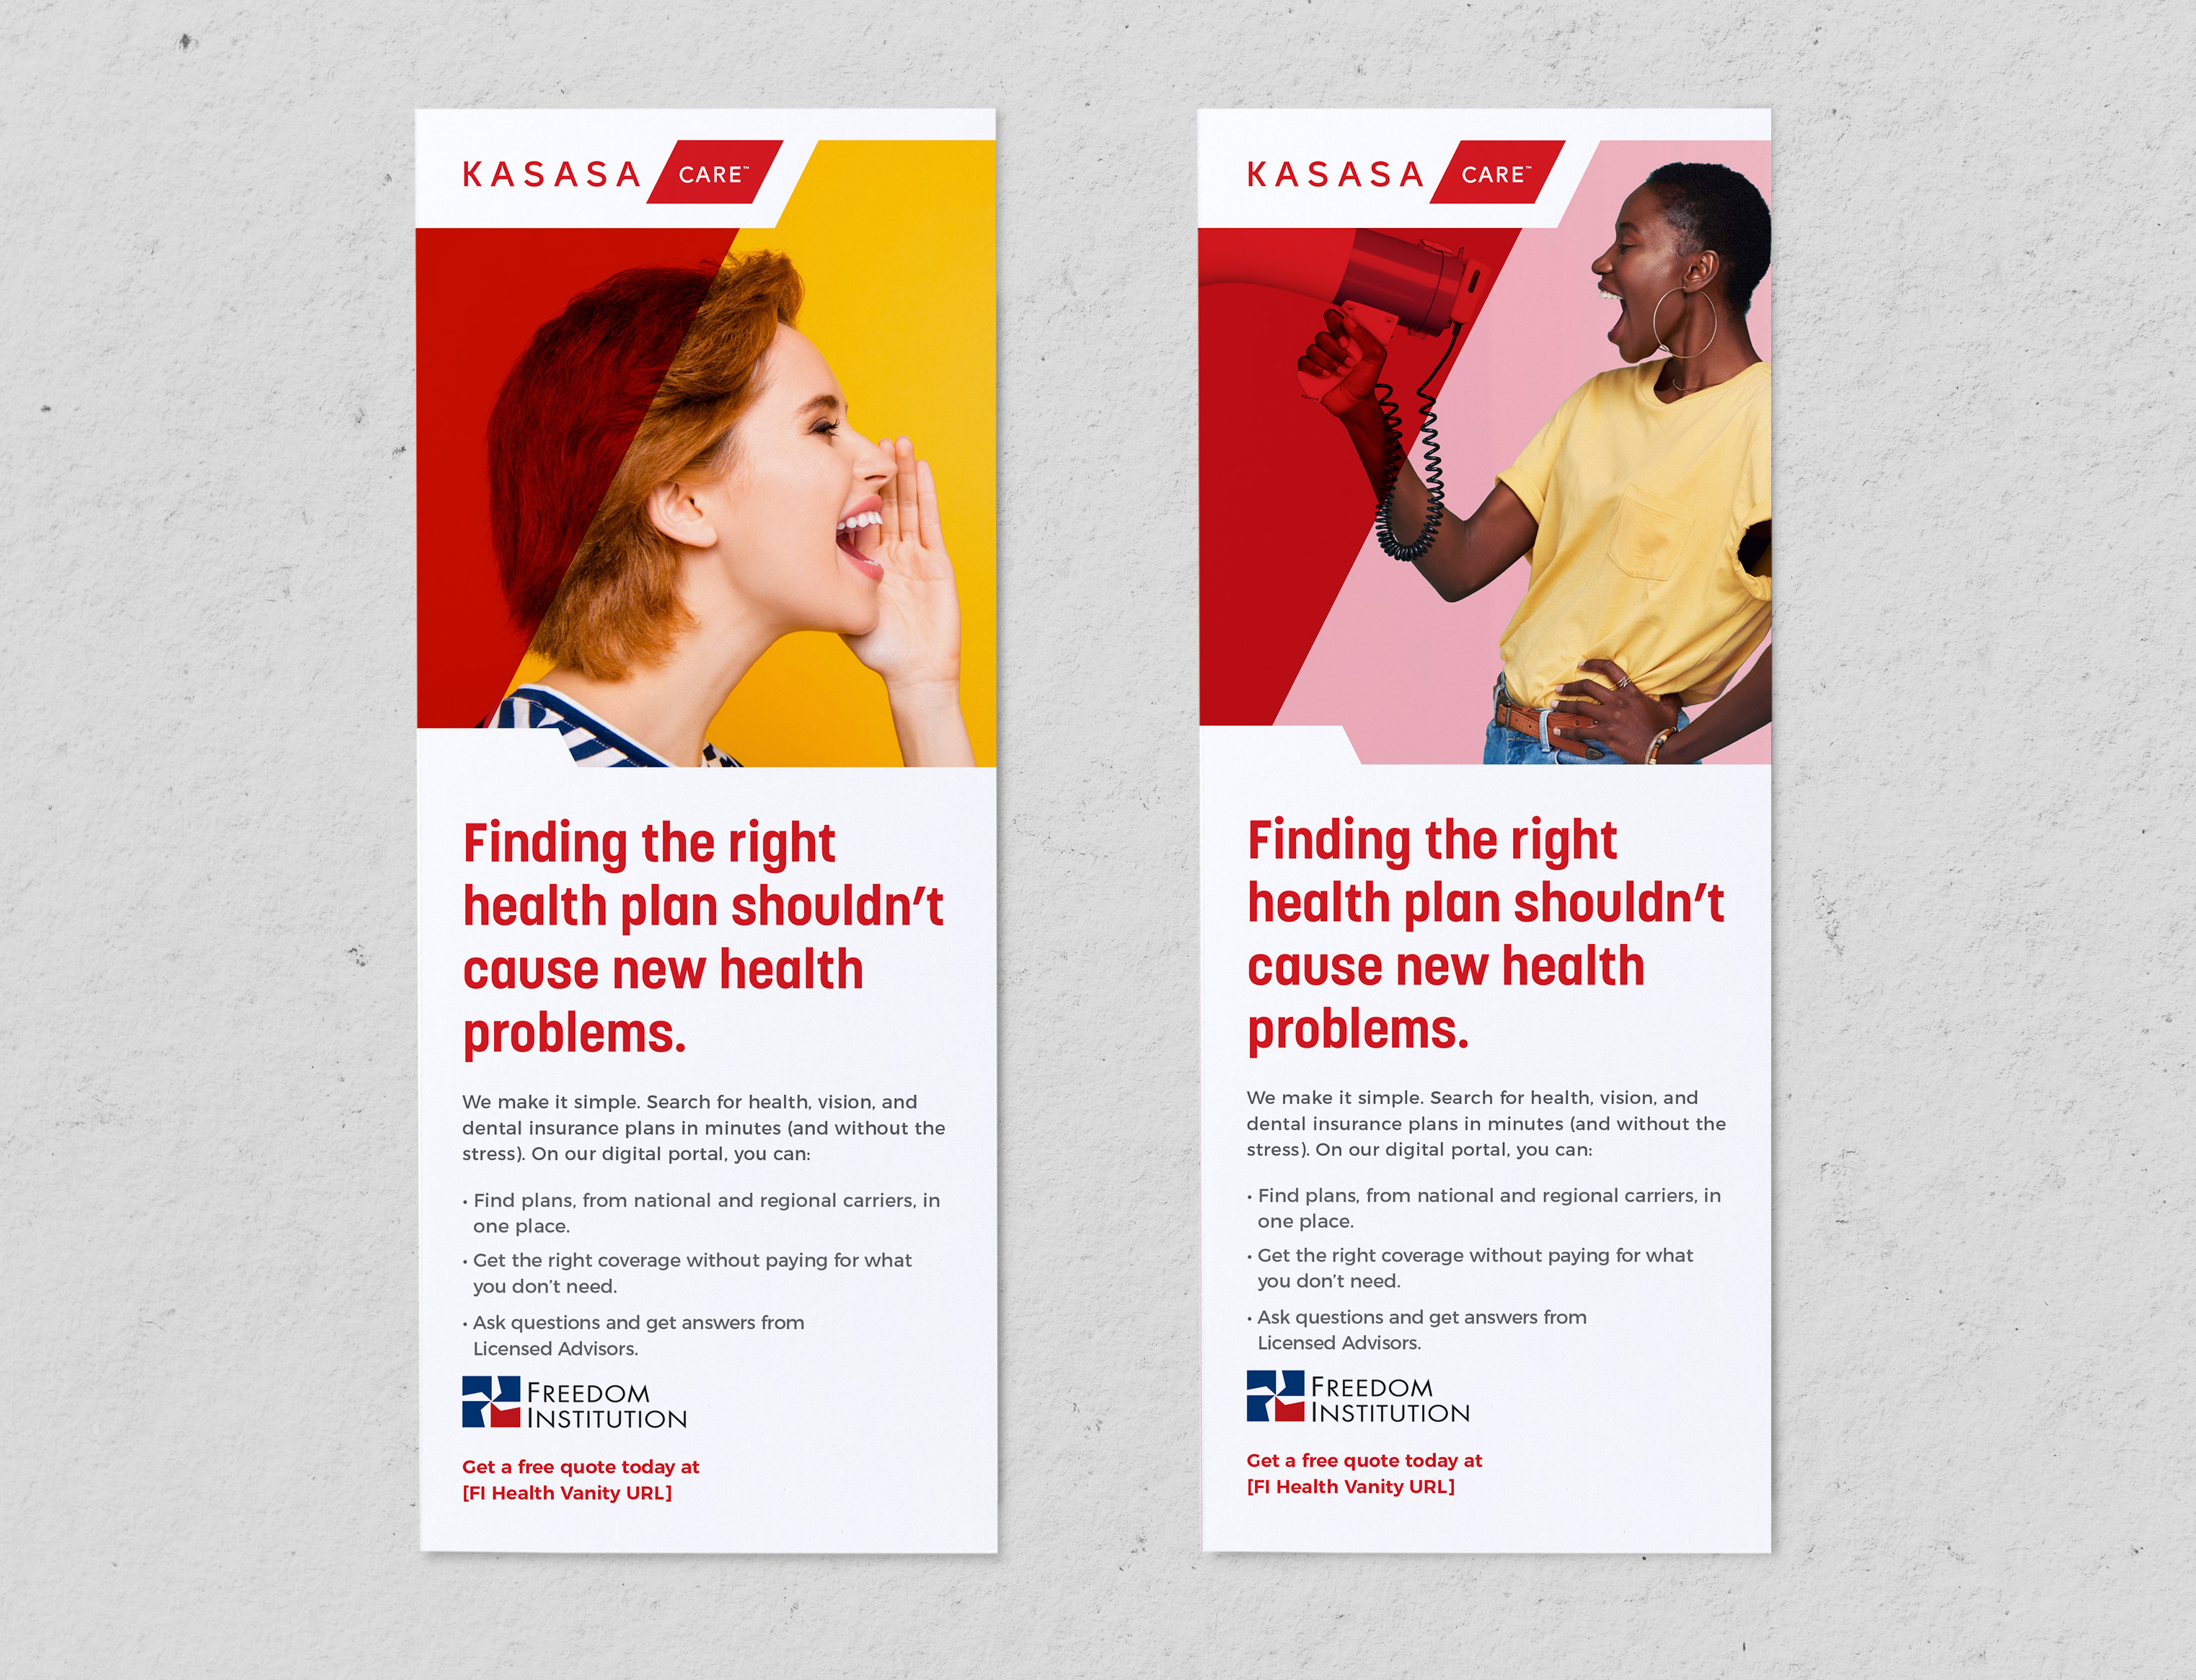 KASASA CARE™
Finding the right
health plan shouldn't
cause new health
problems.
We make it simple. Search for health, vision, and
dental insurance plans in minutes (and without the
stress). On our digital portal, you can:
• Find plans, from national and regional carriers, in
one place.
• Get the right coverage without paying for what
you don't need.
• Ask questions and get answers from
Licensed Advisors.
FREEDOM
INSTITUTION
Get a free quote today at
[FI Health Vanity URL]
KASASA CARE™
Finding the right
health plan shouldn't
cause new health
problems.
We make it simple. Search for health, vision, and
dental insurance plans in minutes (and without the
stress). On our digital portal, you can:
• Find plans, from national and regional carriers, in
one place.
• Get the right coverage without paying for what
you don't need.
• Ask questions and get answers from
Licensed Advisors.
FREEDOM
INSTITUTION
Get a free quote today at
[FI Health Vanity URL]